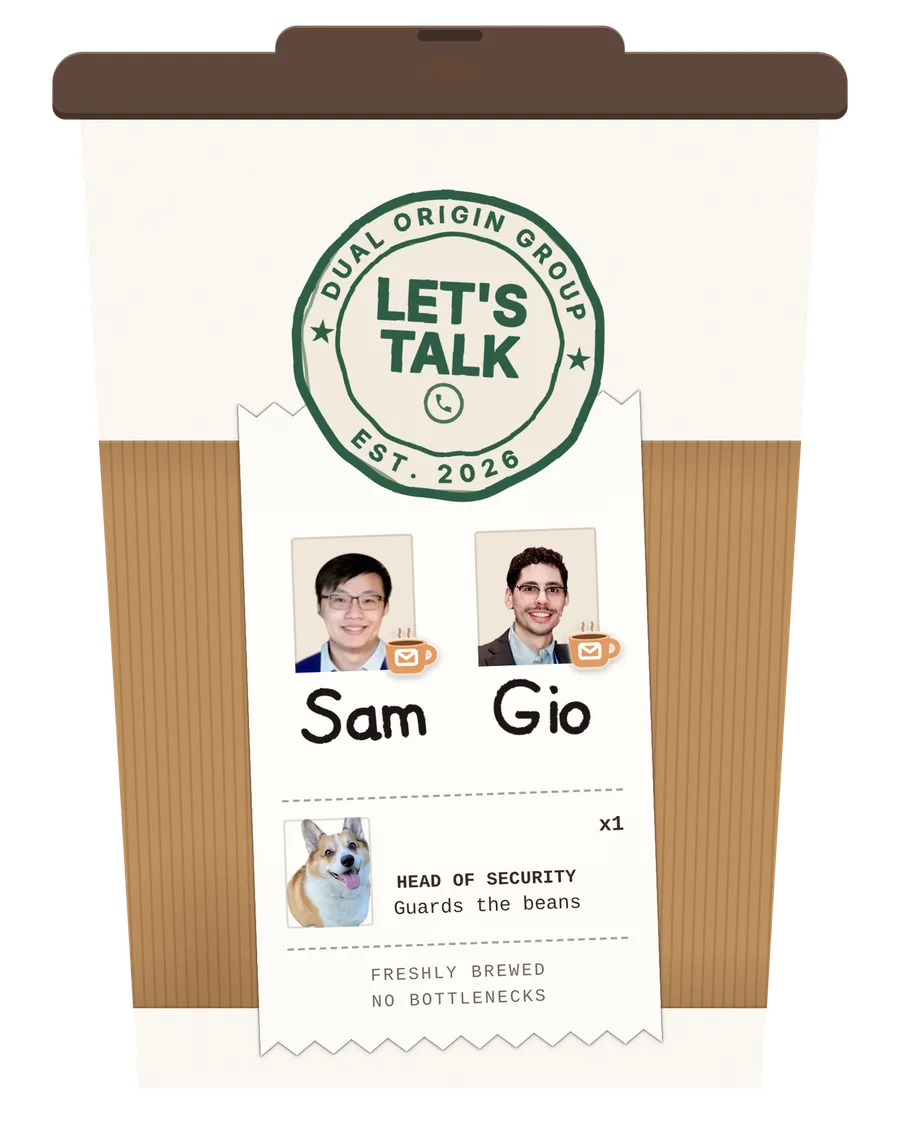 DUAL ORIGIN GROUP
LET'S
TALK
EST. 2026
Sam
Gio
x1
HEAD OF SECURITY
Guards the beans
FRESHLY BREWED
NO BOTTLENECKS